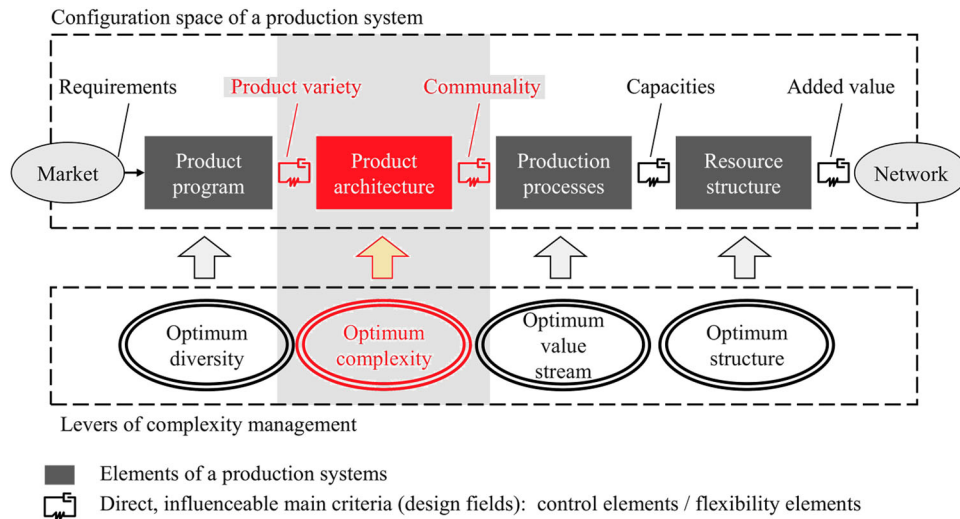 Configuration space of a production system
Requirements
Product variety
Communality
Capacities
Added value
Market
Product
program
Product
architecture
Production
processes
Resource
structure
Network
Optimum
diversity
Optimum
complexity
Optimum
value
stream
Optimum
structure
Levers of complexity management
Elements of a production systems
Direct, influenceable main criteria (design fields): control elements / flexibility elements